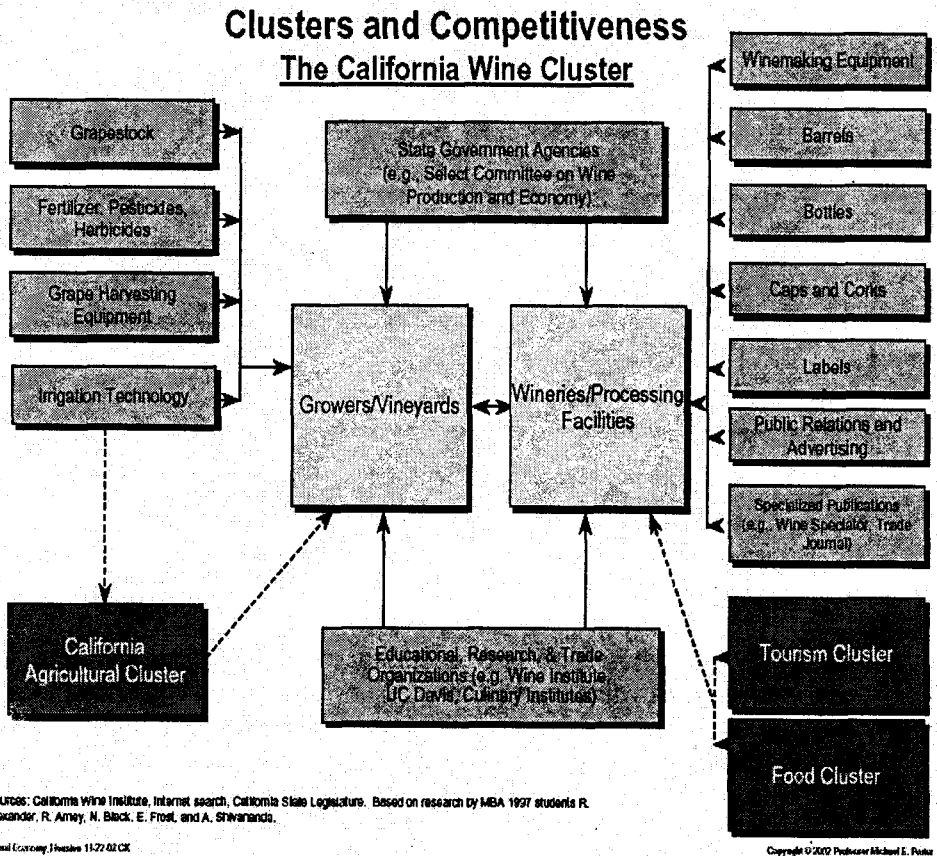 Clusters and Competitiveness
The California Wine Cluster
Grapestock
Fertilizer, Pesticides,
Herbicides
Grape Harvesting
Equipment
Irrigation Technology
State Government Agencies
(e.g., Select Committee on Wine
Production and Economy)
Growers/Vineyards
Wineries/Processing
Facilities
Winemaking Equipment
Barrels
Bottles
Caps and Corks
Labels
Public Relations and
Advertising
Specialized Publications
(e.g., Wine Spectator, Trade
Journal)
California
Agricultural Cluster
Educational, Research, & Trade
Organizations (e.g. Wine Institute,
UC Davis, Culinary Institutes)
Tourism Cluster
Food Cluster
urces: California Wine Institute, Internet search, California State Legislature. Based on research by MBA 1997 students R.
exander, R. Arney, N. Black, E. Frost, and A. Shivananda.
Copyright © 2002 Professor Michael E. Porter